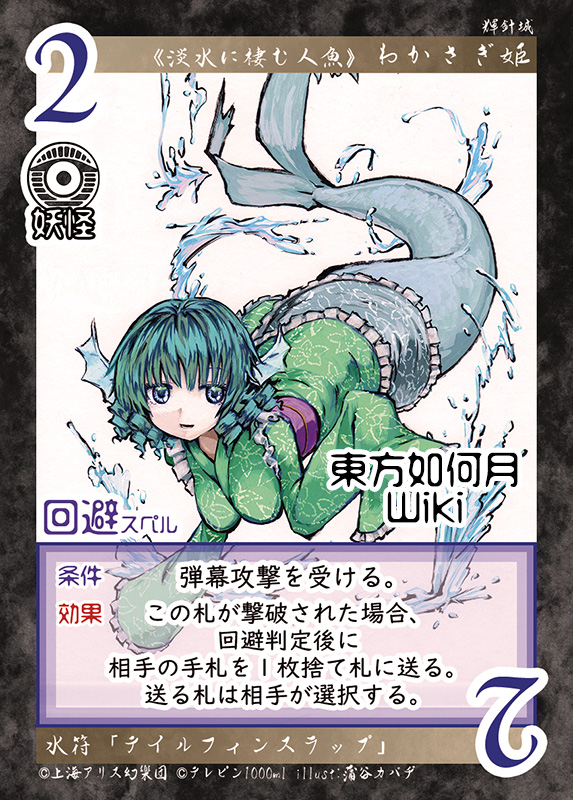 輝針城
2
《淡水に棲む人魚》 わかさぎ姫
妖怪
東方如何月
Wiki
回避スペル
条件 弾幕攻撃を受ける。
効果 この札が撃破された場合、
回避判定後に
相手の手札を1枚捨て札に送る。
送る札は相手が選択する。
2
水符「テイルフィンスラップ」
©上海アリス幻樂団 ©テレピン1000ml illust:蒲谷カバヂ